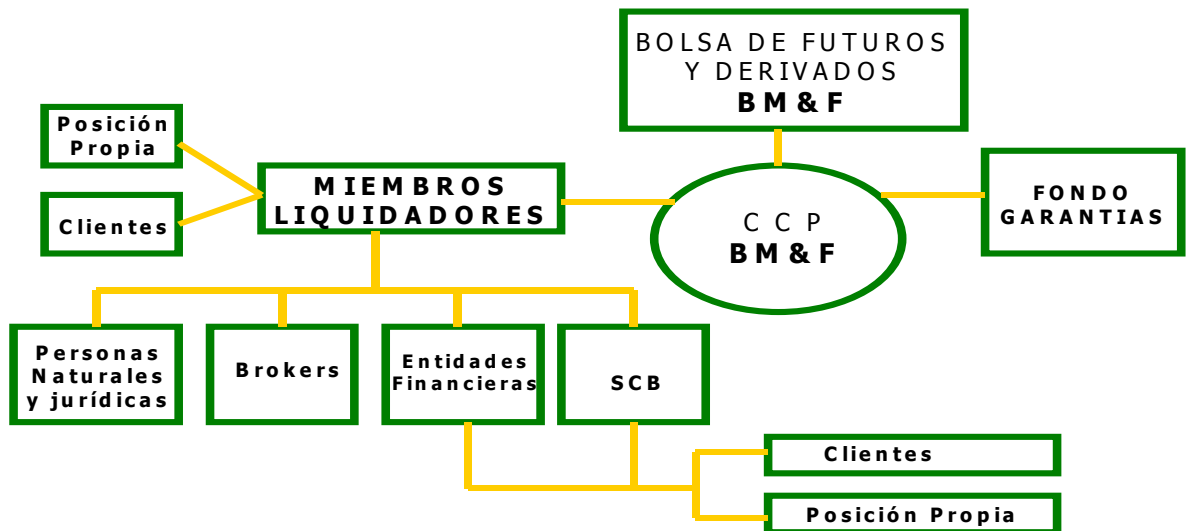 BOLSA DE FUTUROS
Y DERIVADOS
BM&F
Posición
Propia
Clientes
MIEMBROS
LIQUIDADORES
CCP
BM&F
FONDO
GARANTIAS
Personas
Naturales
y jurídicas
Brokers
Entidades
Financieras
SCB
Clientes
Posición Propia